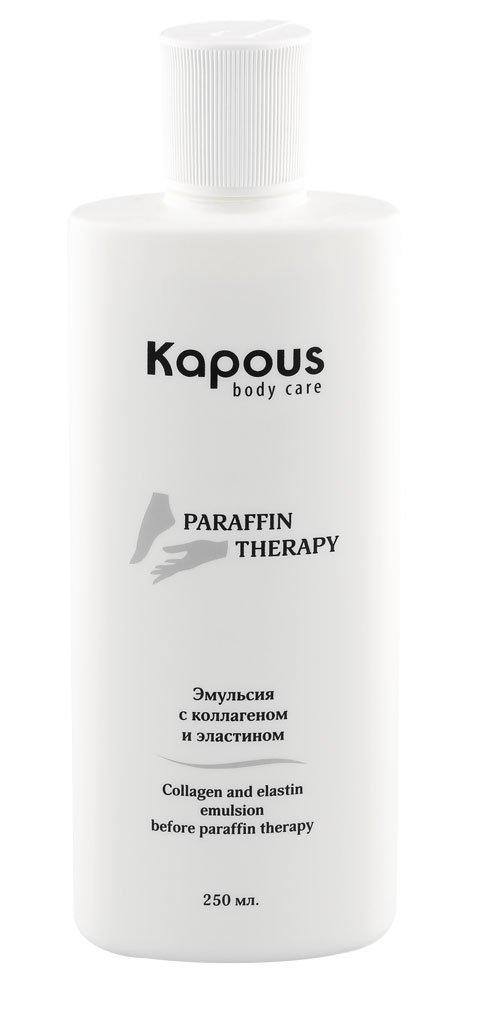 Kapous
body care
PARAFFIN
THERAPY
Эмульсия
с коллагеном
и эластином
Collagen and elastin
emulsion
before paraffin therapy
250 мл.